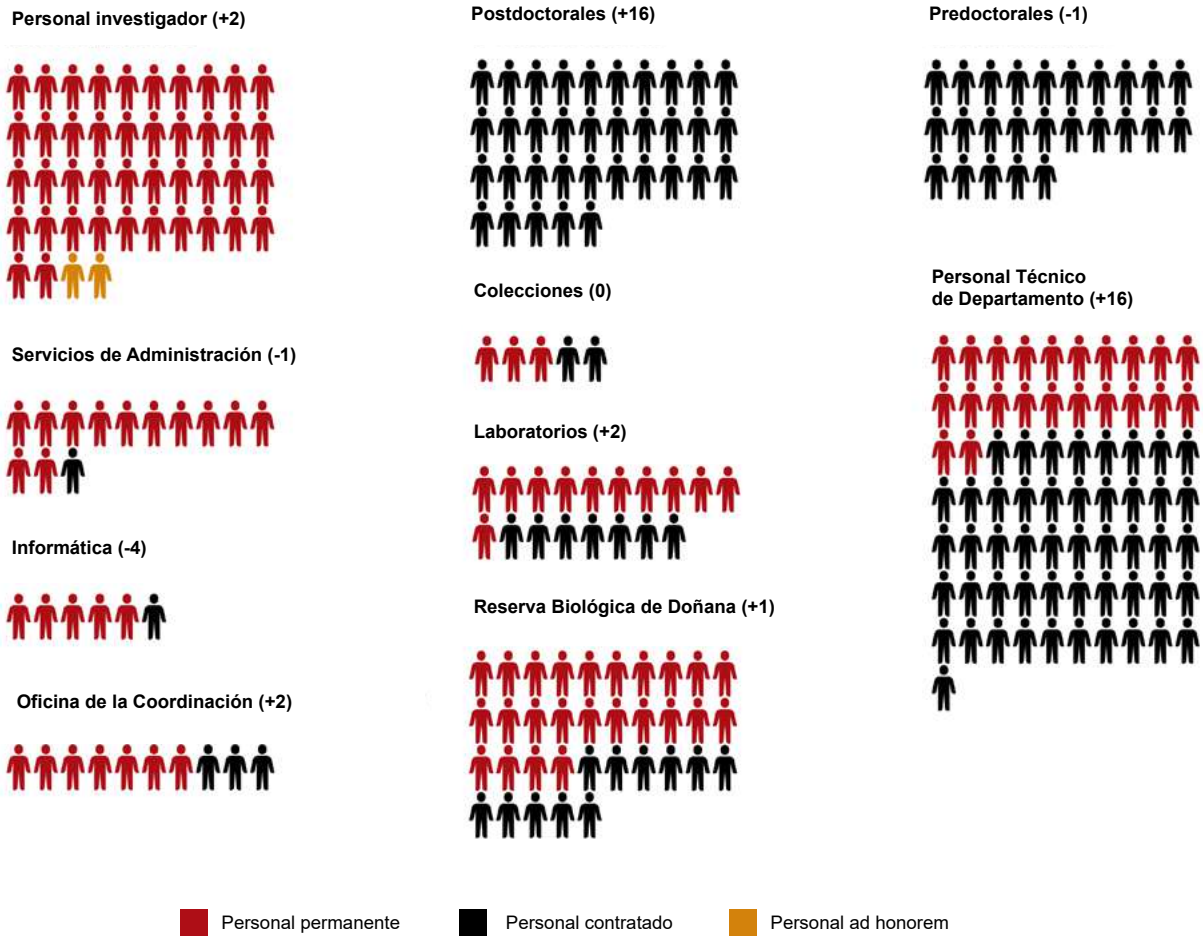 Personal investigador (+2)
Postdoctorales (+16)
Predoctorales (-1)
Colecciones (0)
Personal Técnico
de Departamento (+16)
Servicios de Administración (-1)
Laboratorios (+2)
Informática (-4)
Reserva Biológica de Doñana (+1)
Oficina de la Coordinación (+2)
Personal permanente
Personal contratado
Personal ad honorem